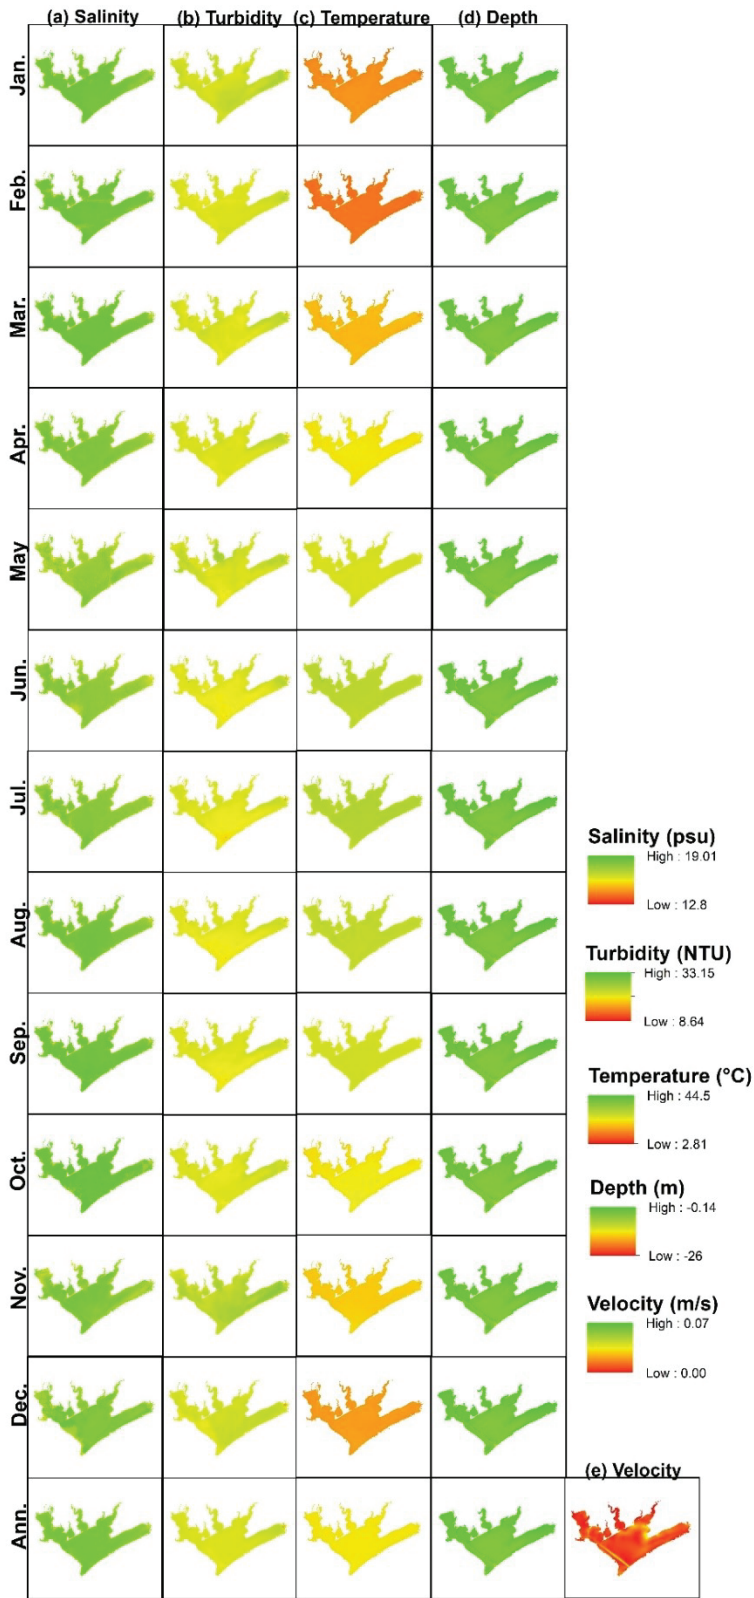 (a) Salinity (b) Turbidity (c) Temperature (d) Depth
Jan.
Feb.
Mar.
Apr.
May
Jun.
Jul.
Aug.
Sep.
Oct.
Nov.
Dec.
Ann.
Salinity (psu)
High : 19.01
Low : 12.8
Turbidity (NTU)
High : 33.15
Low : 8.64
Temperature (°C)
High : 44.5
Low : 2.81
Depth (m)
High : -0.14
Low : -26
Velocity (m/s)
High : 0.07
Low : 0.00
(e) Velocity